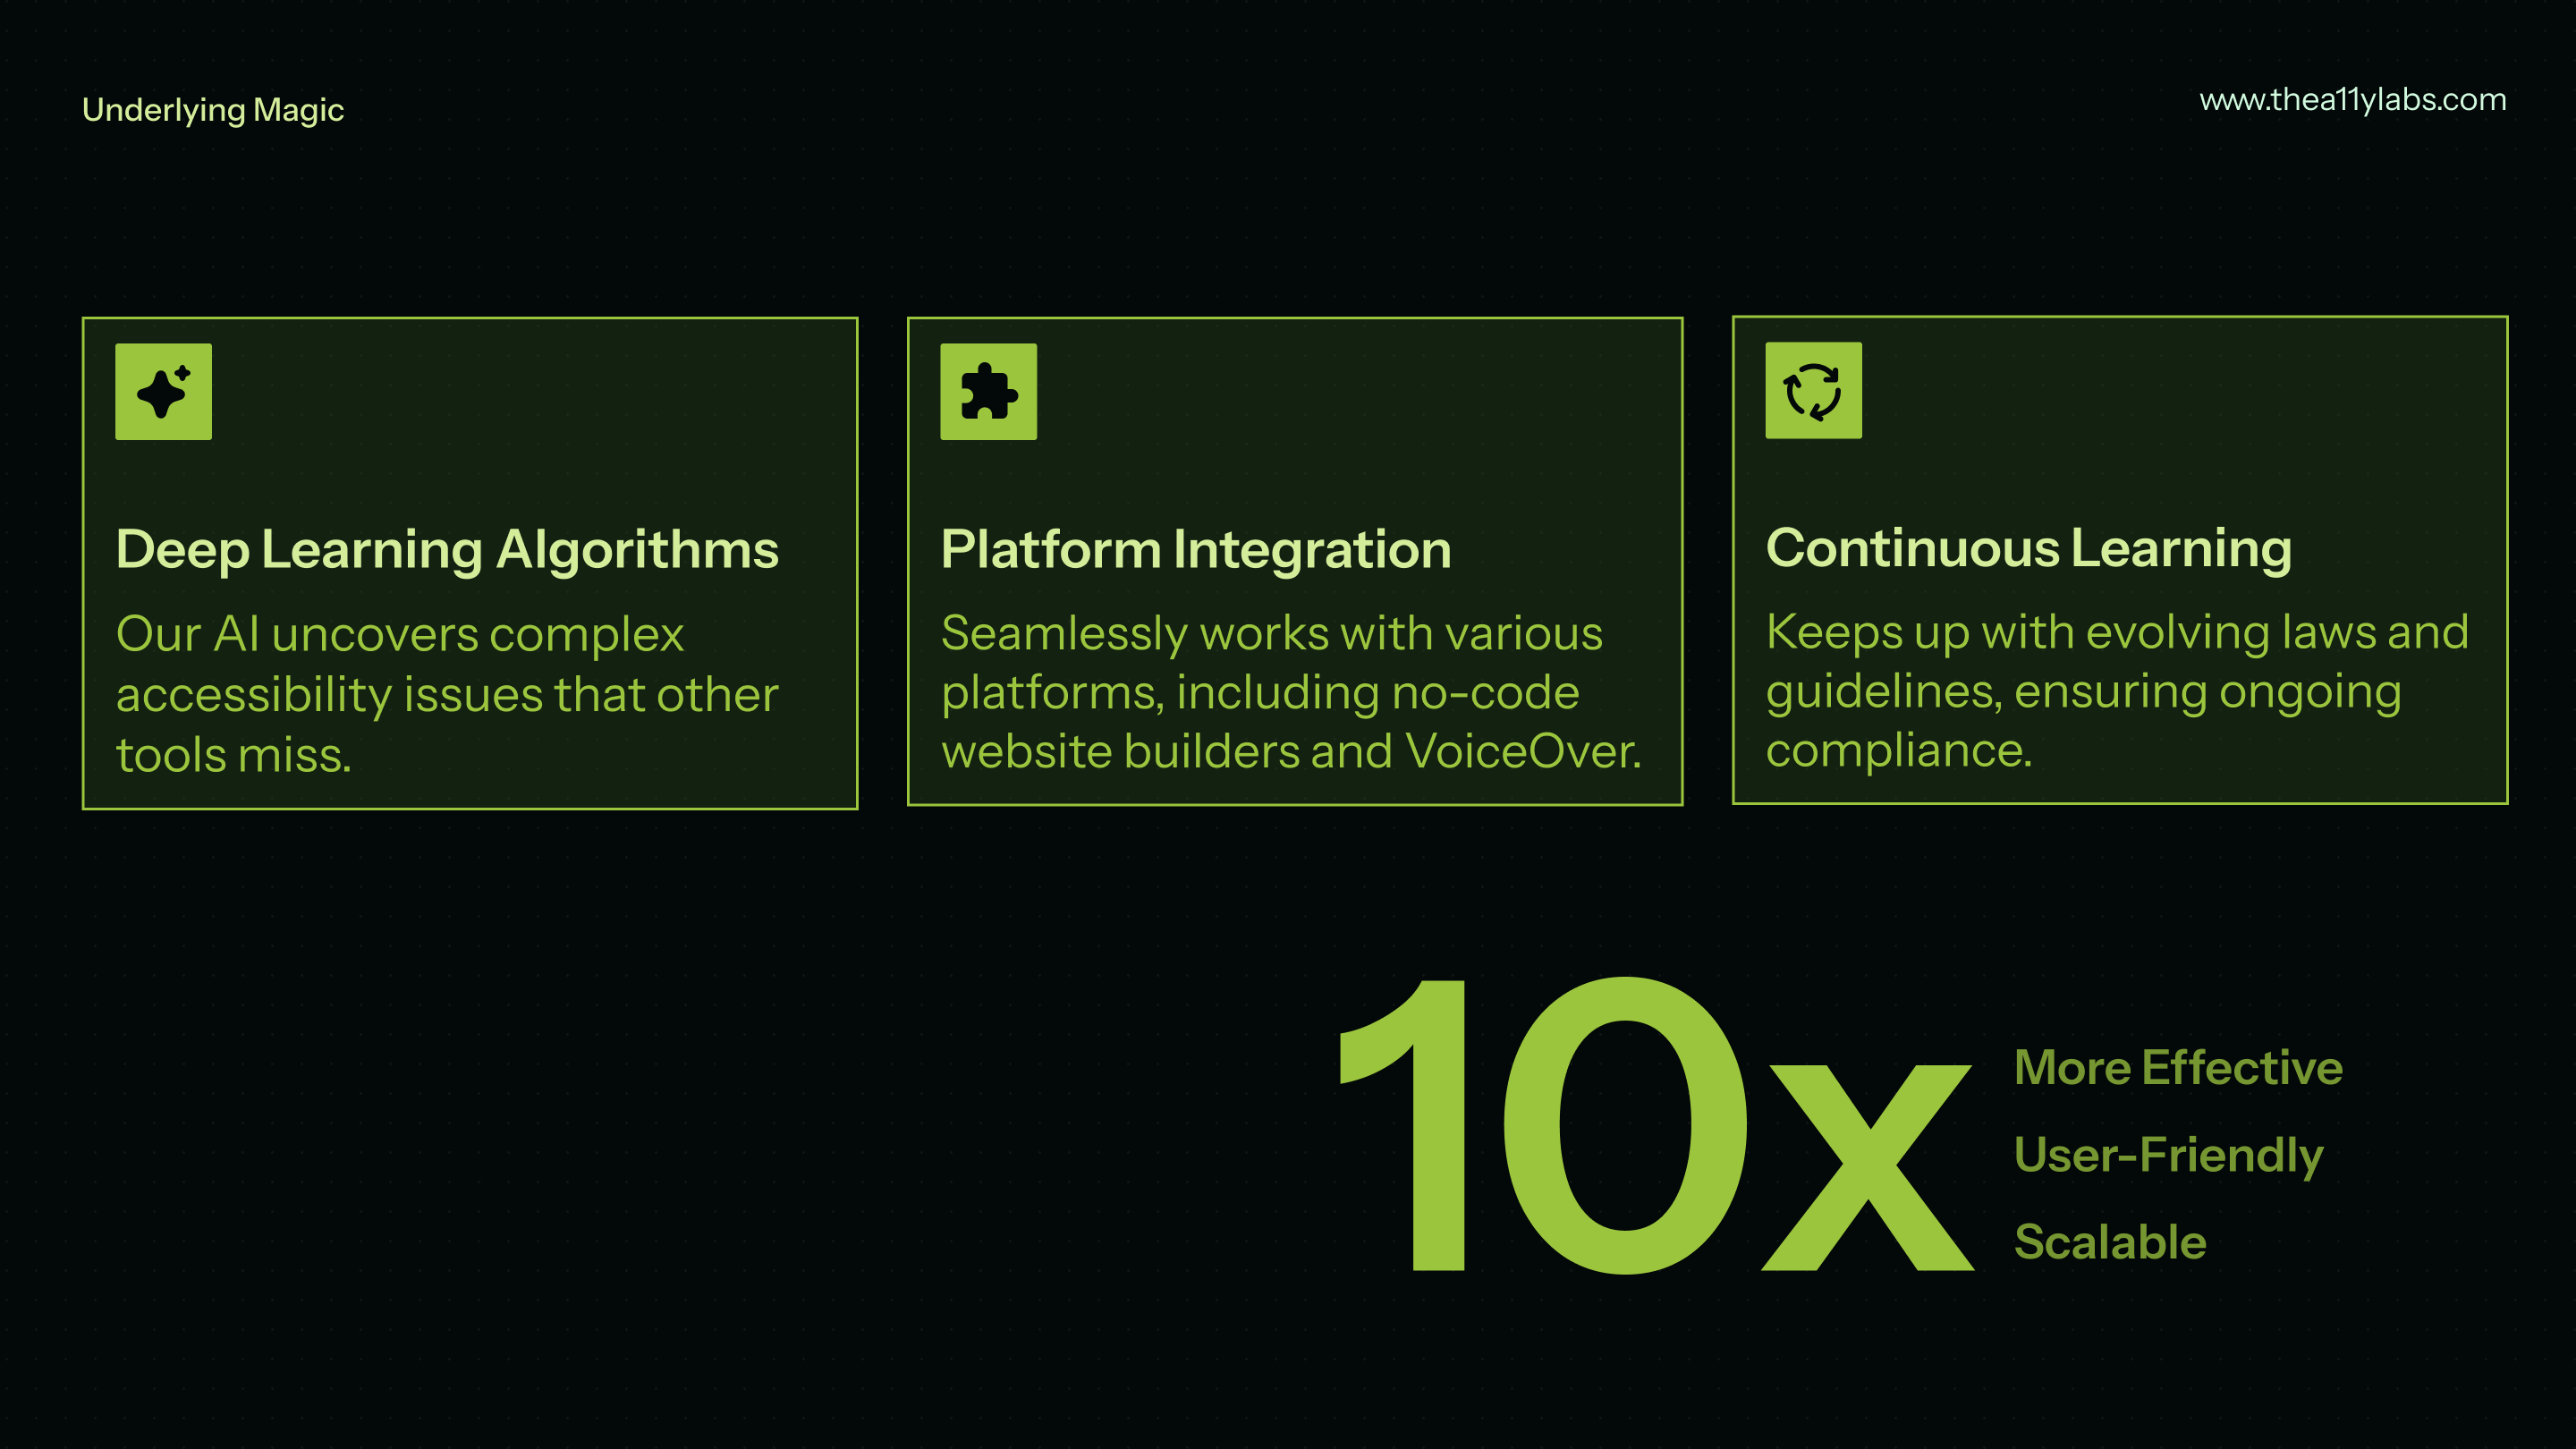 Underlying Magic
www.thea11ylabs.com
Deep Learning Algorithms
Our AI uncovers complex
accessibility issues that other
tools miss.
Platform Integration
Seamlessly works with various
platforms, including no-code
website builders and VoiceOver.
Continuous Learning
Keeps up with evolving laws and
guidelines, ensuring ongoing
compliance.
10x
More Effective
User-Friendly
Scalable